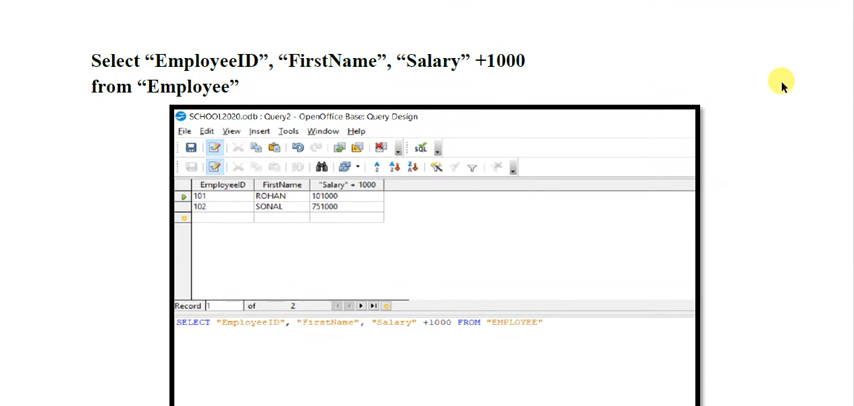 Select “EmployeeID”, “FirstName”, “Salary” +1000
from “Employee”
SCHOOL2020.odb : Query2 - OpenOffice Base: Query Design
File Edit View Insert Tools Window Help
SQL
EmployeeID FirstName "Salary" + 1000
101 ROHAN 101000
102 SONAL 751000
Record 1 of 2
SELECT "EmployeeID", "FirstName", "Salary" +1000 FROM "EMPLOYEE"